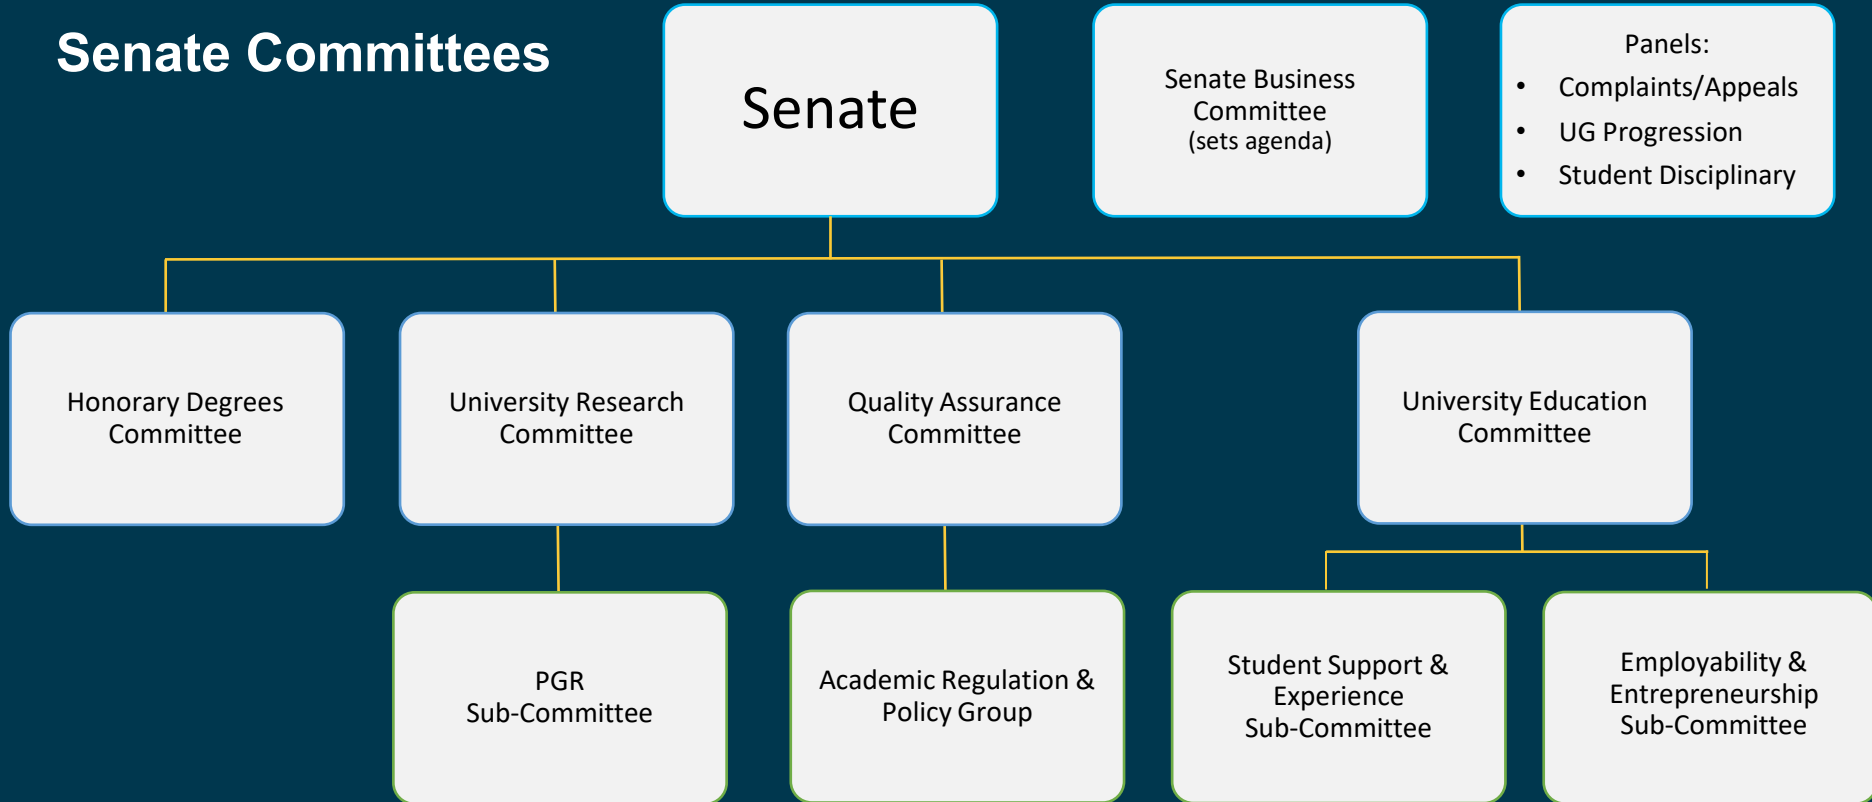 Senate Committees
Senate
Senate Business
Committee
(sets agenda)
Panels:
• Complaints/Appeals
• UG Progression
• Student Disciplinary
Honorary Degrees
Committee
University Research
Committee
Quality Assurance
Committee
University Education
Committee
PGR
Sub-Committee
Academic Regulation &
Policy Group
Student Support &
Experience
Sub-Committee
Employability &
Entrepreneurship
Sub-Committee